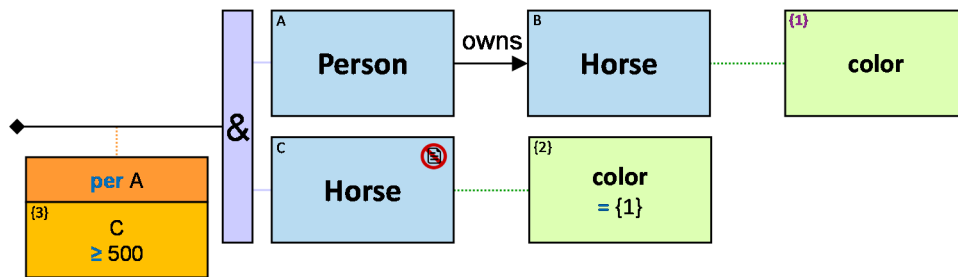 A
Person
owns
B
Horse
{1}
color
&
C
Horse
{2}
color
= {1}
per A
{3}
C
≥ 500